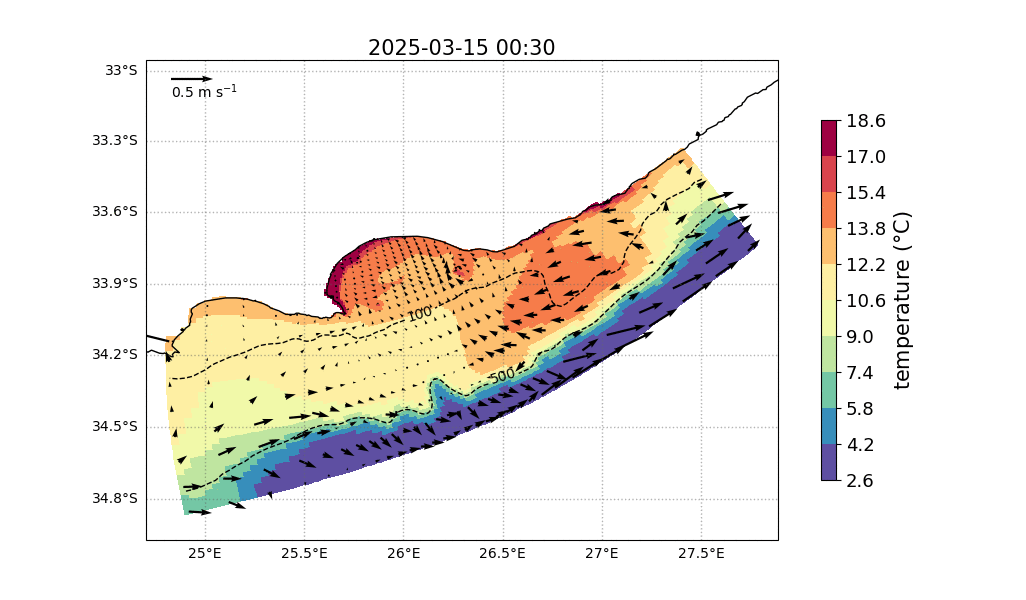 2025-03-15 00:30
0.5 m s⁻¹
33°S
33.3°S
33.6°S
33.9°S
34.2°S
34.5°S
34.8°S
100
500
25°E 25.5°E 26°E 26.5°E 27°E 27.5°E
18.6
17.0
15.4
13.8
12.2
10.6
9.0
7.4
5.8
4.2
2.6
temperature (°C)